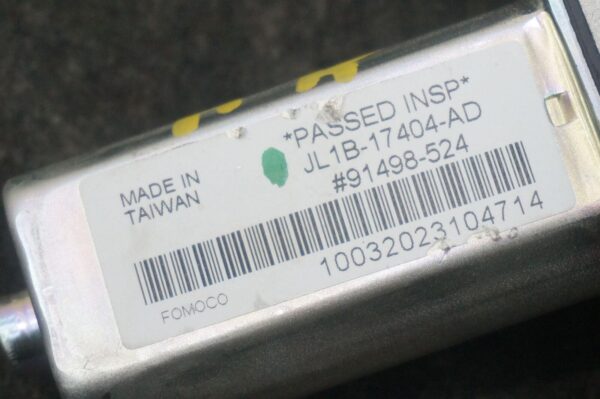 *PASSED INSP*
JL1B-17404-AD
#91498-524
MADE IN
TAIWAN
10032023104714
FOMOCO